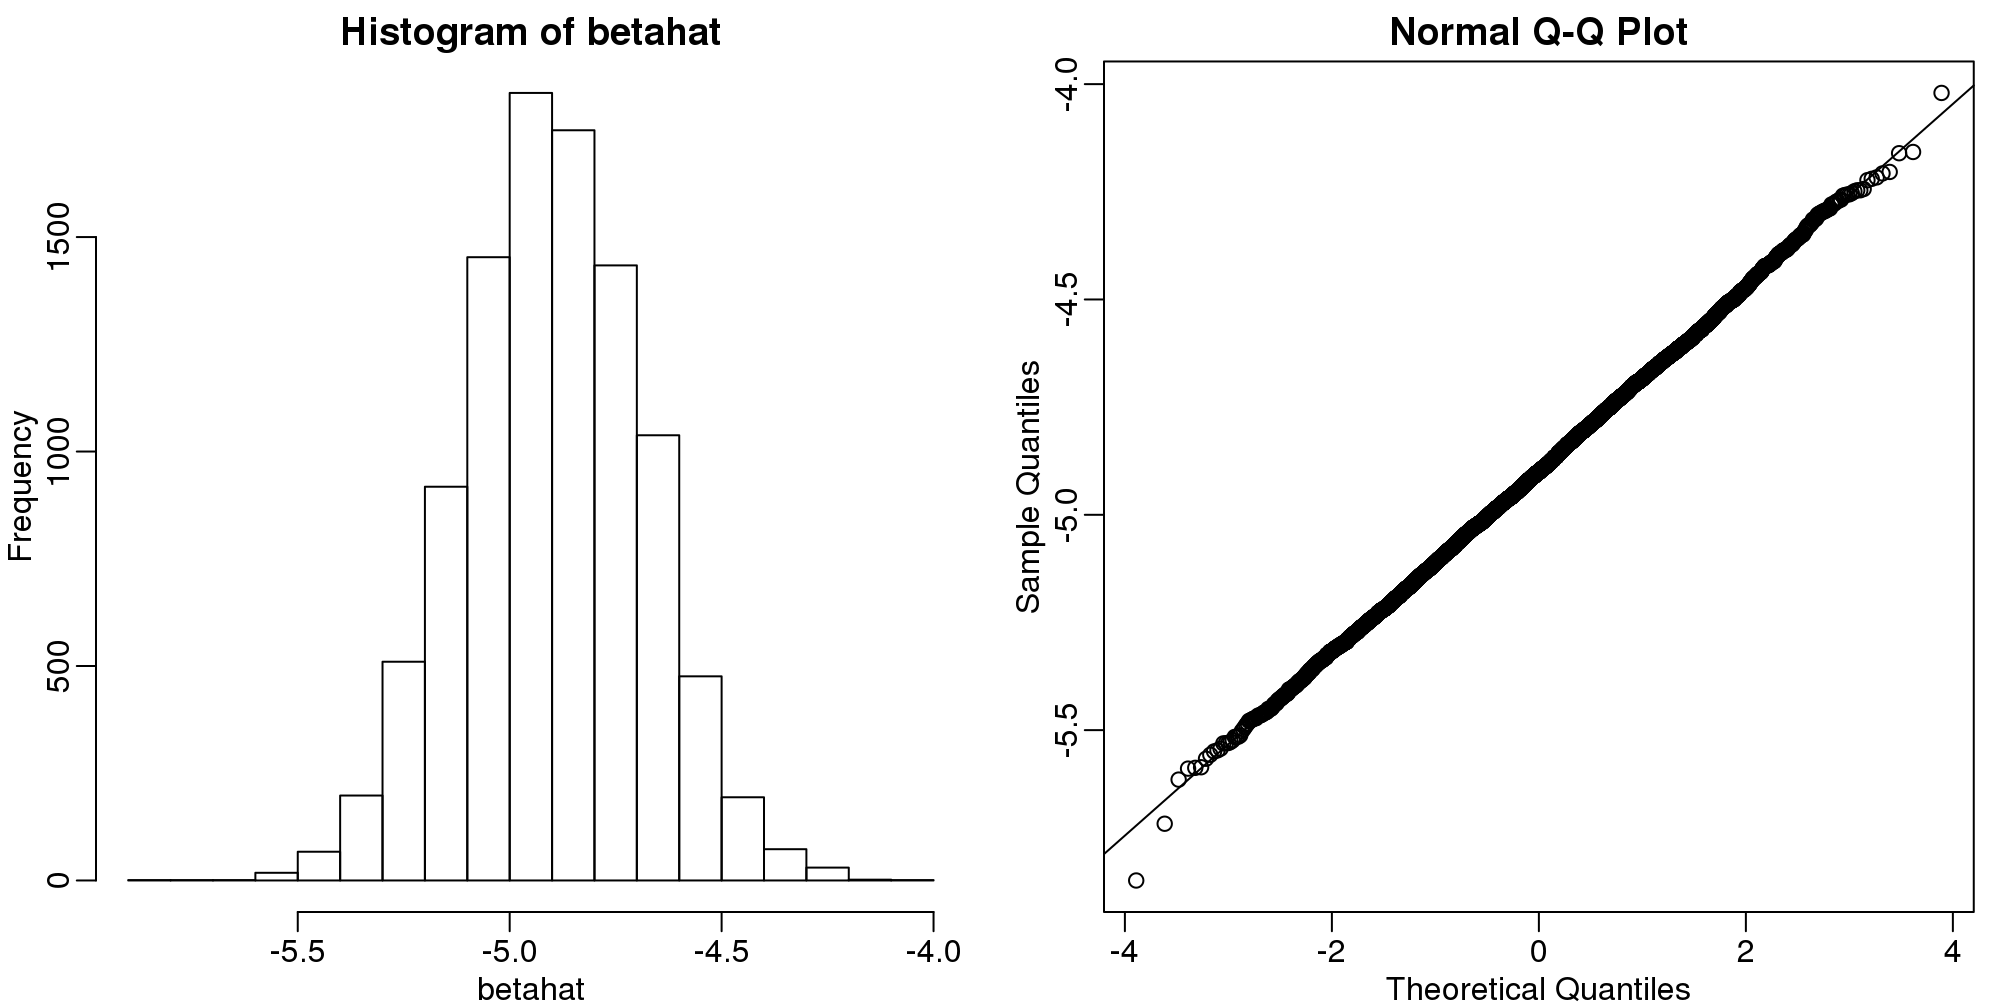 Histogram of betahat
Frequency
0
500
1000
1500
-5.5
-5.0
-4.5
-4.0
betahat
Normal Q-Q Plot
Sample Quantiles
-5.5
-5.0
-4.5
-4.0
-4
-2
0
2
4
Theoretical Quantiles